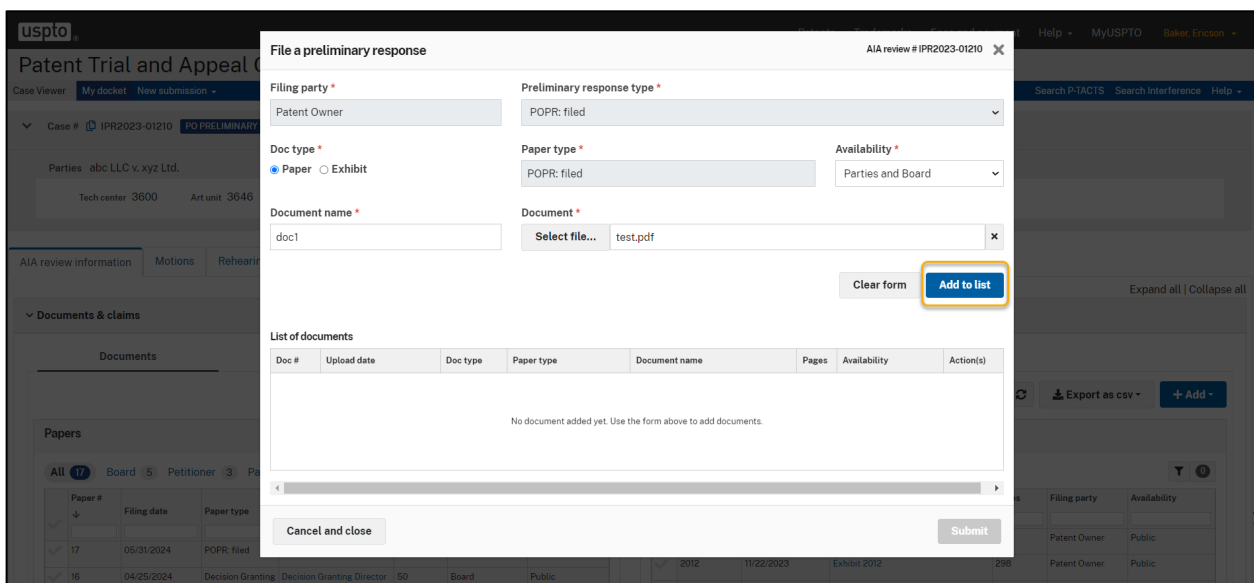 uspto
Help MyUSPTO Baker, Ericson
Patent Trial and Appeal C
Case Viewer My docket New submission Search P-TACTS Search Interference Help
Case # IPR2023-01210 PO PRELIMINARY
Parties abc LLC v. xyz Ltd.
Tech center 3600 Art unit 3646
AIA review information Motions Rehearin
Expand all | Collapse all
Documents & claims
Documents
Export as csv + Add
Papers
All 17 Board 5 Petitioner 3 Pa 0
Paper # Filing date Paper type Filing party Availability
17 05/31/2024 POPR: filed Patent Owner Public
16 04/25/2024 Decision Granting Decision Granting Director 50 Board Public 2012 11/22/2023 Exhibit 2012 298 Patent Owner Public
File a preliminary response AIA review # IPR2023-01210
Filing party * Preliminary response type *
Patent Owner POPR: filed
Doc type * Paper type * Availability *
Paper Exhibit POPR: filed Parties and Board
Document name * Document *
doc1 Select file... test.pdf
Clear form Add to list
List of documents
Doc # Upload date Doc type Paper type Document name Pages Availability Action(s)
No document added yet. Use the form above to add documents.
Cancel and close Submit